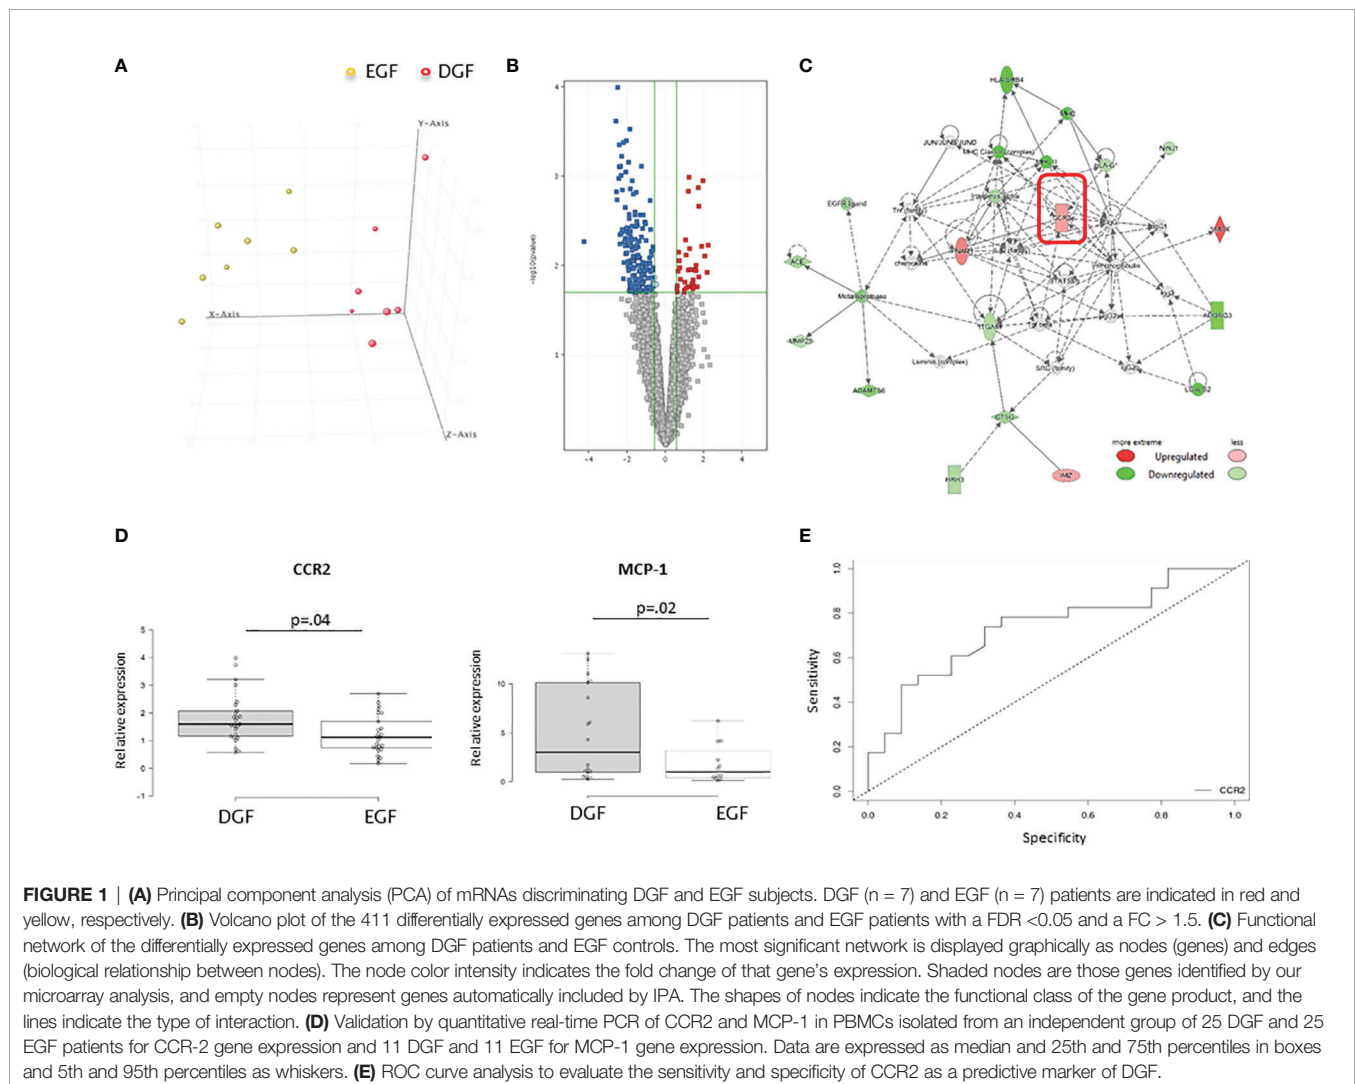 A
EGF
DGF
Y-Axis
X-Axis
Z-Axis
B
-log10(pvalue)
4
3
2
1
-4
-2
0
2
4
C
HLA-DRB4
MHC
JUN/JUNB/JUND
NINJ1
EGFR ligand
ACE
chemokine
CCR2
Metalloprotease
MMP25
ADAMTS6
Laminin (complex)
SRC (family)
ITGAM
ADGRG3
CTSG
HRH3
more extreme
less
Upregulated
Downregulated
D
CCR2
p=.04
Relative expression
5
4
3
2
1
0
-1
DGF
EGF
MCP-1
p=.02
Relative expression
10
5
0
DGF
EGF
E
Sensitivity
1.0
0.8
0.6
0.4
0.2
0.0
CCR2
0.0
0.2
0.4
0.6
0.8
1.0
Specificity
FIGURE 1 | (A) Principal component analysis (PCA) of mRNAs discriminating DGF and EGF subjects. DGF (n = 7) and EGF (n = 7) patients are indicated in red and
yellow, respectively. (B) Volcano plot of the 411 differentially expressed genes among DGF patients and EGF patients with a FDR <0.05 and a FC > 1.5. (C) Functional
network of the differentially expressed genes among DGF patients and EGF controls. The most significant network is displayed graphically as nodes (genes) and edges
(biological relationship between nodes). The node color intensity indicates the fold change of that gene's expression. Shaded nodes are those genes identified by our
microarray analysis, and empty nodes represent genes automatically included by IPA. The shapes of nodes indicate the functional class of the gene product, and the
lines indicate the type of interaction. (D) Validation by quantitative real-time PCR of CCR2 and MCP-1 in PBMCs isolated from an independent group of 25 DGF and 25
EGF patients for CCR-2 gene expression and 11 DGF and 11 EGF for MCP-1 gene expression. Data are expressed as median and 25th and 75th percentiles in boxes
and 5th and 95th percentiles as whiskers. (E) ROC curve analysis to evaluate the sensitivity and specificity of CCR2 as a predictive marker of DGF.